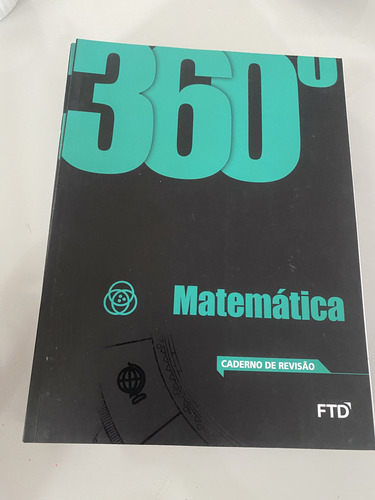 360°
Matemática
CADERNO DE REVISÃO
FTD